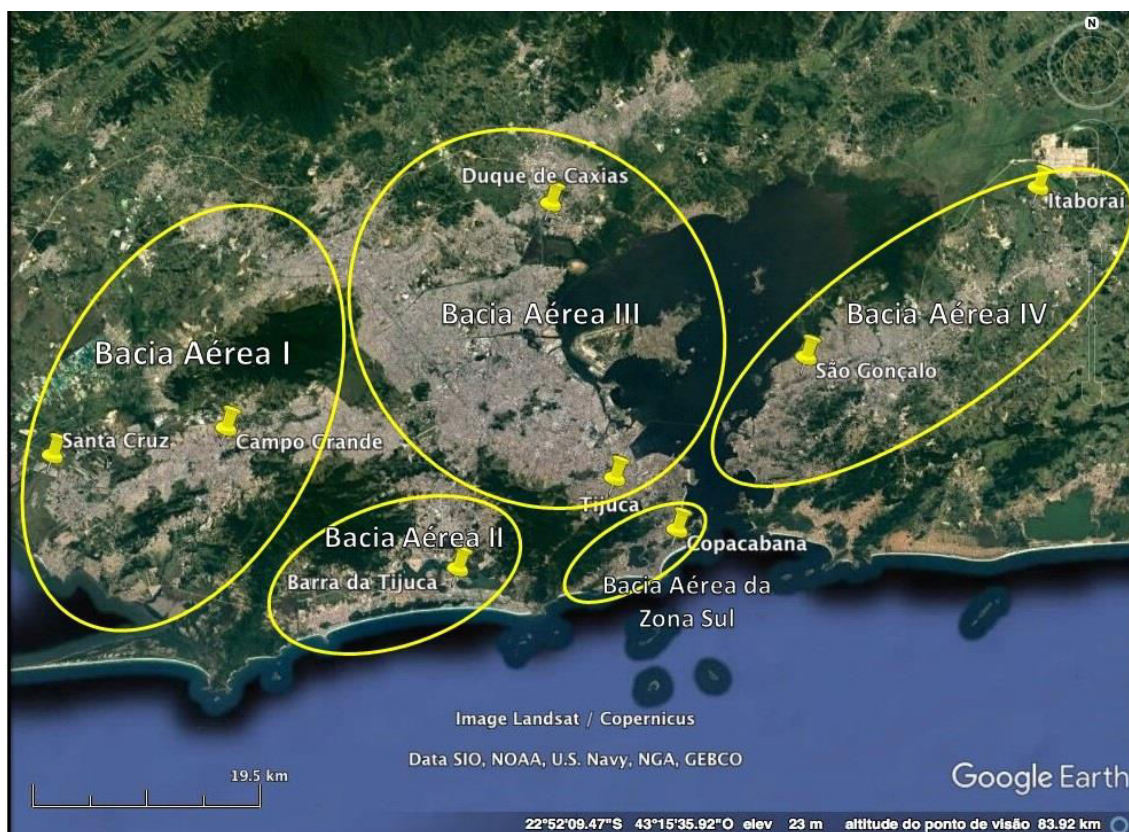 N
Duque de Caxias
Itaboraí
Bacia Aérea III
Bacia Aérea IV
Bacia Aérea I
São Gonçalo
Santa Cruz
Campo Grande
Tijuca
Bacia Aérea II
Copacabana
Barra da Tijuca
Bacia Aérea da
Zona Sul
Image Landsat / Copernicus
Data SIO, NOAA, U.S. Navy, NGA, GEBCO
19.5 km
Google Earth
22°52'09.47"S 43°15'35.92"O elev 23 m altitude do ponto de visão 83.92 km